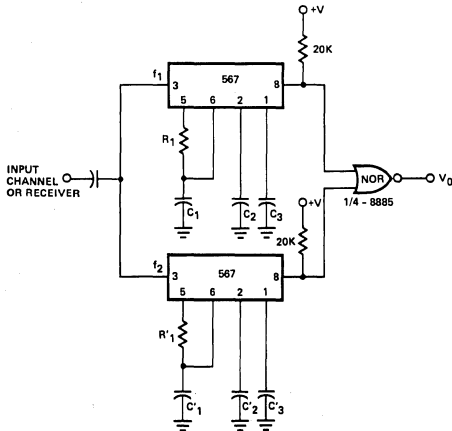 +V
20K
f1
567
3
8
5
6
2
1
R1
C1
C2
C3
INPUT
CHANNEL
OR RECEIVER
NOR
VO
1/4 - 8885
+V
20K
f2
567
3
8
5
6
2
1
R'1
C'1
C'2
C'3